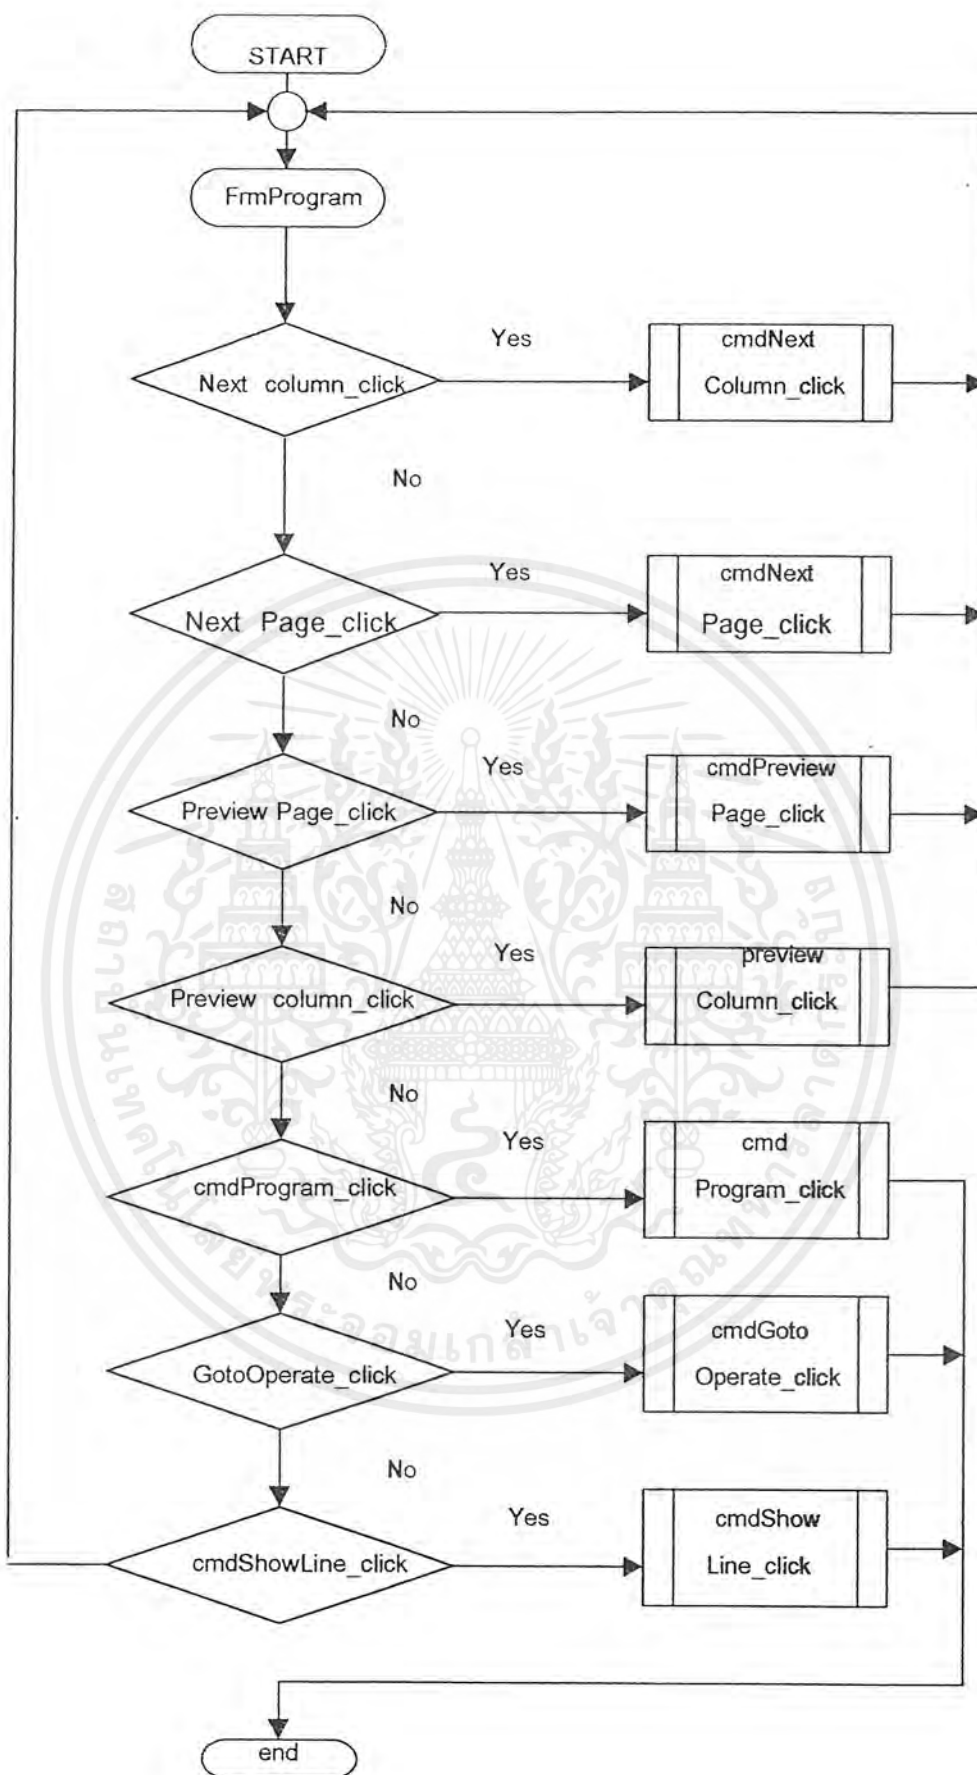 START
FrmProgram
Yes
cmdNext
Next column_click
Column_click
No
Yes
cmdNext
Next Page_click
Page_click
No
Yes
cmdPreview
Preview Page_click
Page_click
No
Yes
preview
Preview column_click
Column_click
No
Yes
cmd
cmdProgram_click
Program_click
No
Yes
cmdGoto
GotoOperate_click
Operate_click
No
Yes
cmdShow
cmdShowLine_click
Line_click
end